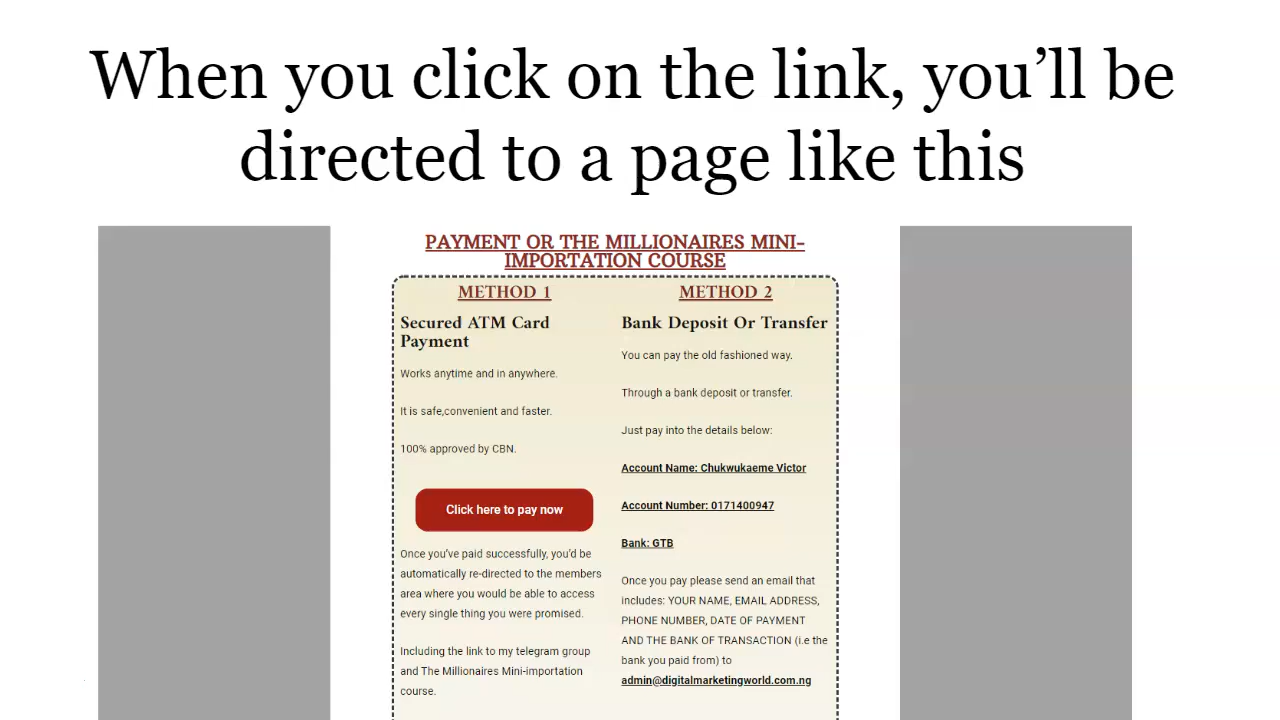 When you click on the link, you’ll be
directed to a page like this
PAYMENT OR THE MILLIONAIRES MINI-
IMPORTATION COURSE
METHOD 1
Secured ATM Card
Payment
Works anytime and in anywhere.
It is safe,convenient and faster.
100% approved by CBN.
Click here to pay now
Once you’ve paid successfully, you’d be
automatically re-directed to the members
area where you would be able to access
every single thing you were promised.
Including the link to my telegram group
and The Millionaires Mini-importation
course.
METHOD 2
Bank Deposit Or Transfer
You can pay the old fashioned way.
Through a bank deposit or transfer.
Just pay into the details below:
Account Name: Chukwukaeme Victor
Account Number: 0171400947
Bank: GTB
Once you pay please send an email that
includes: YOUR NAME, EMAIL ADDRESS,
PHONE NUMBER, DATE OF PAYMENT
AND THE BANK OF TRANSACTION (i.e the
bank you paid from) to
admin@digitalmarketingworld.com.ng